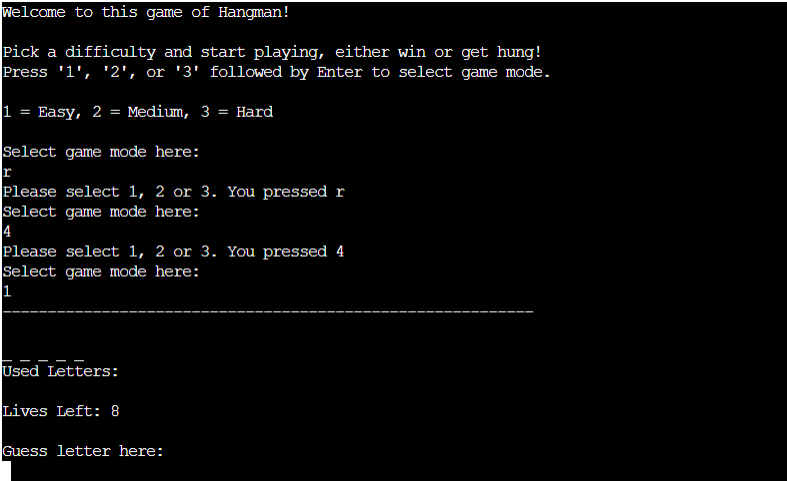 Welcome to this game of Hangman!
Pick a difficulty and start playing, either win or get hung!
Press '1', '2', or '3' followed by Enter to select game mode.
1 = Easy, 2 = Medium, 3 = Hard
Select game mode here:
r
Please select 1, 2 or 3. You pressed r
Select game mode here:
4
Please select 1, 2 or 3. You pressed 4
Select game mode here:
1
-----------------------------------------------------------
_ _ _ _ _
Used Letters:
Lives Left: 8
Guess letter here: